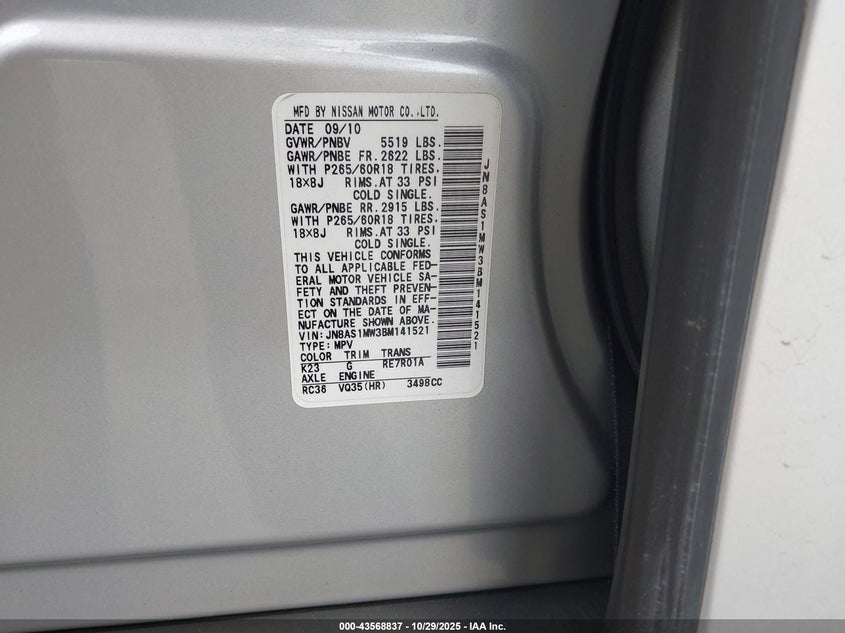 MFD BY NISSAN MOTOR CO.,LTD.
DATE 09/10
GVWR/PNBV 5519 LBS.
GAWR/PNBE FR. 2622 LBS.
WITH P265/60R18 TIRES.
18X8J RIMS. AT 33 PSI
COLD SINGLE.
GAWR/PNBE RR. 2915 LBS.
WITH P265/60R18 TIRES.
18X8J RIMS. AT 33 PSI
COLD SINGLE.
THIS VEHICLE CONFORMS
TO ALL APPLICABLE FED-
ERAL MOTOR VEHICLE SA-
FETY AND THEFT PREVEN-
TION STANDARDS IN EFF-
ECT ON THE DATE OF MA-
NUFACTURE SHOWN ABOVE.
VIN: JN8AS1MW3BM141521
TYPE: MPV
COLOR TRIM TRANS
K23 G RE7R01A
AXLE ENGINE
RC36 VQ35(HR) 3498CC
JN8AS1MW3BM141521
000-43568837 - 10/29/2025 - IAA Inc.